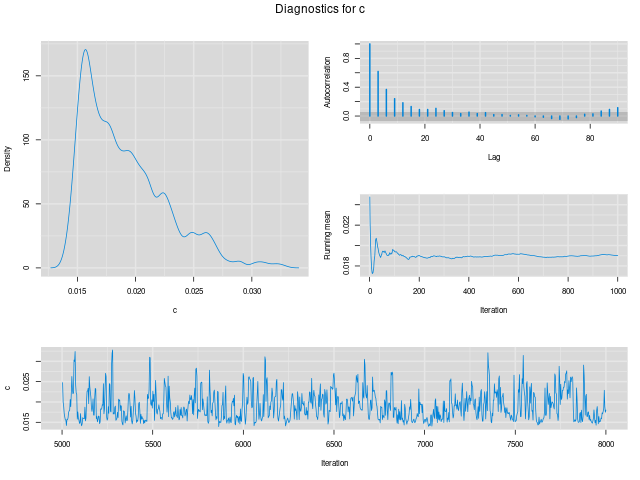 Diagnostics for c
Density
0 50 100 150
0.015 0.020 0.025 0.030
c
Autocorrelation
0.0 0.4 0.8
0 20 40 60 80
Lag
Running mean
0.018 0.022
0 200 400 600 800 1000
Iteration
c
0.015 0.025
5000 5500 6000 6500 7000 7500 8000
Iteration